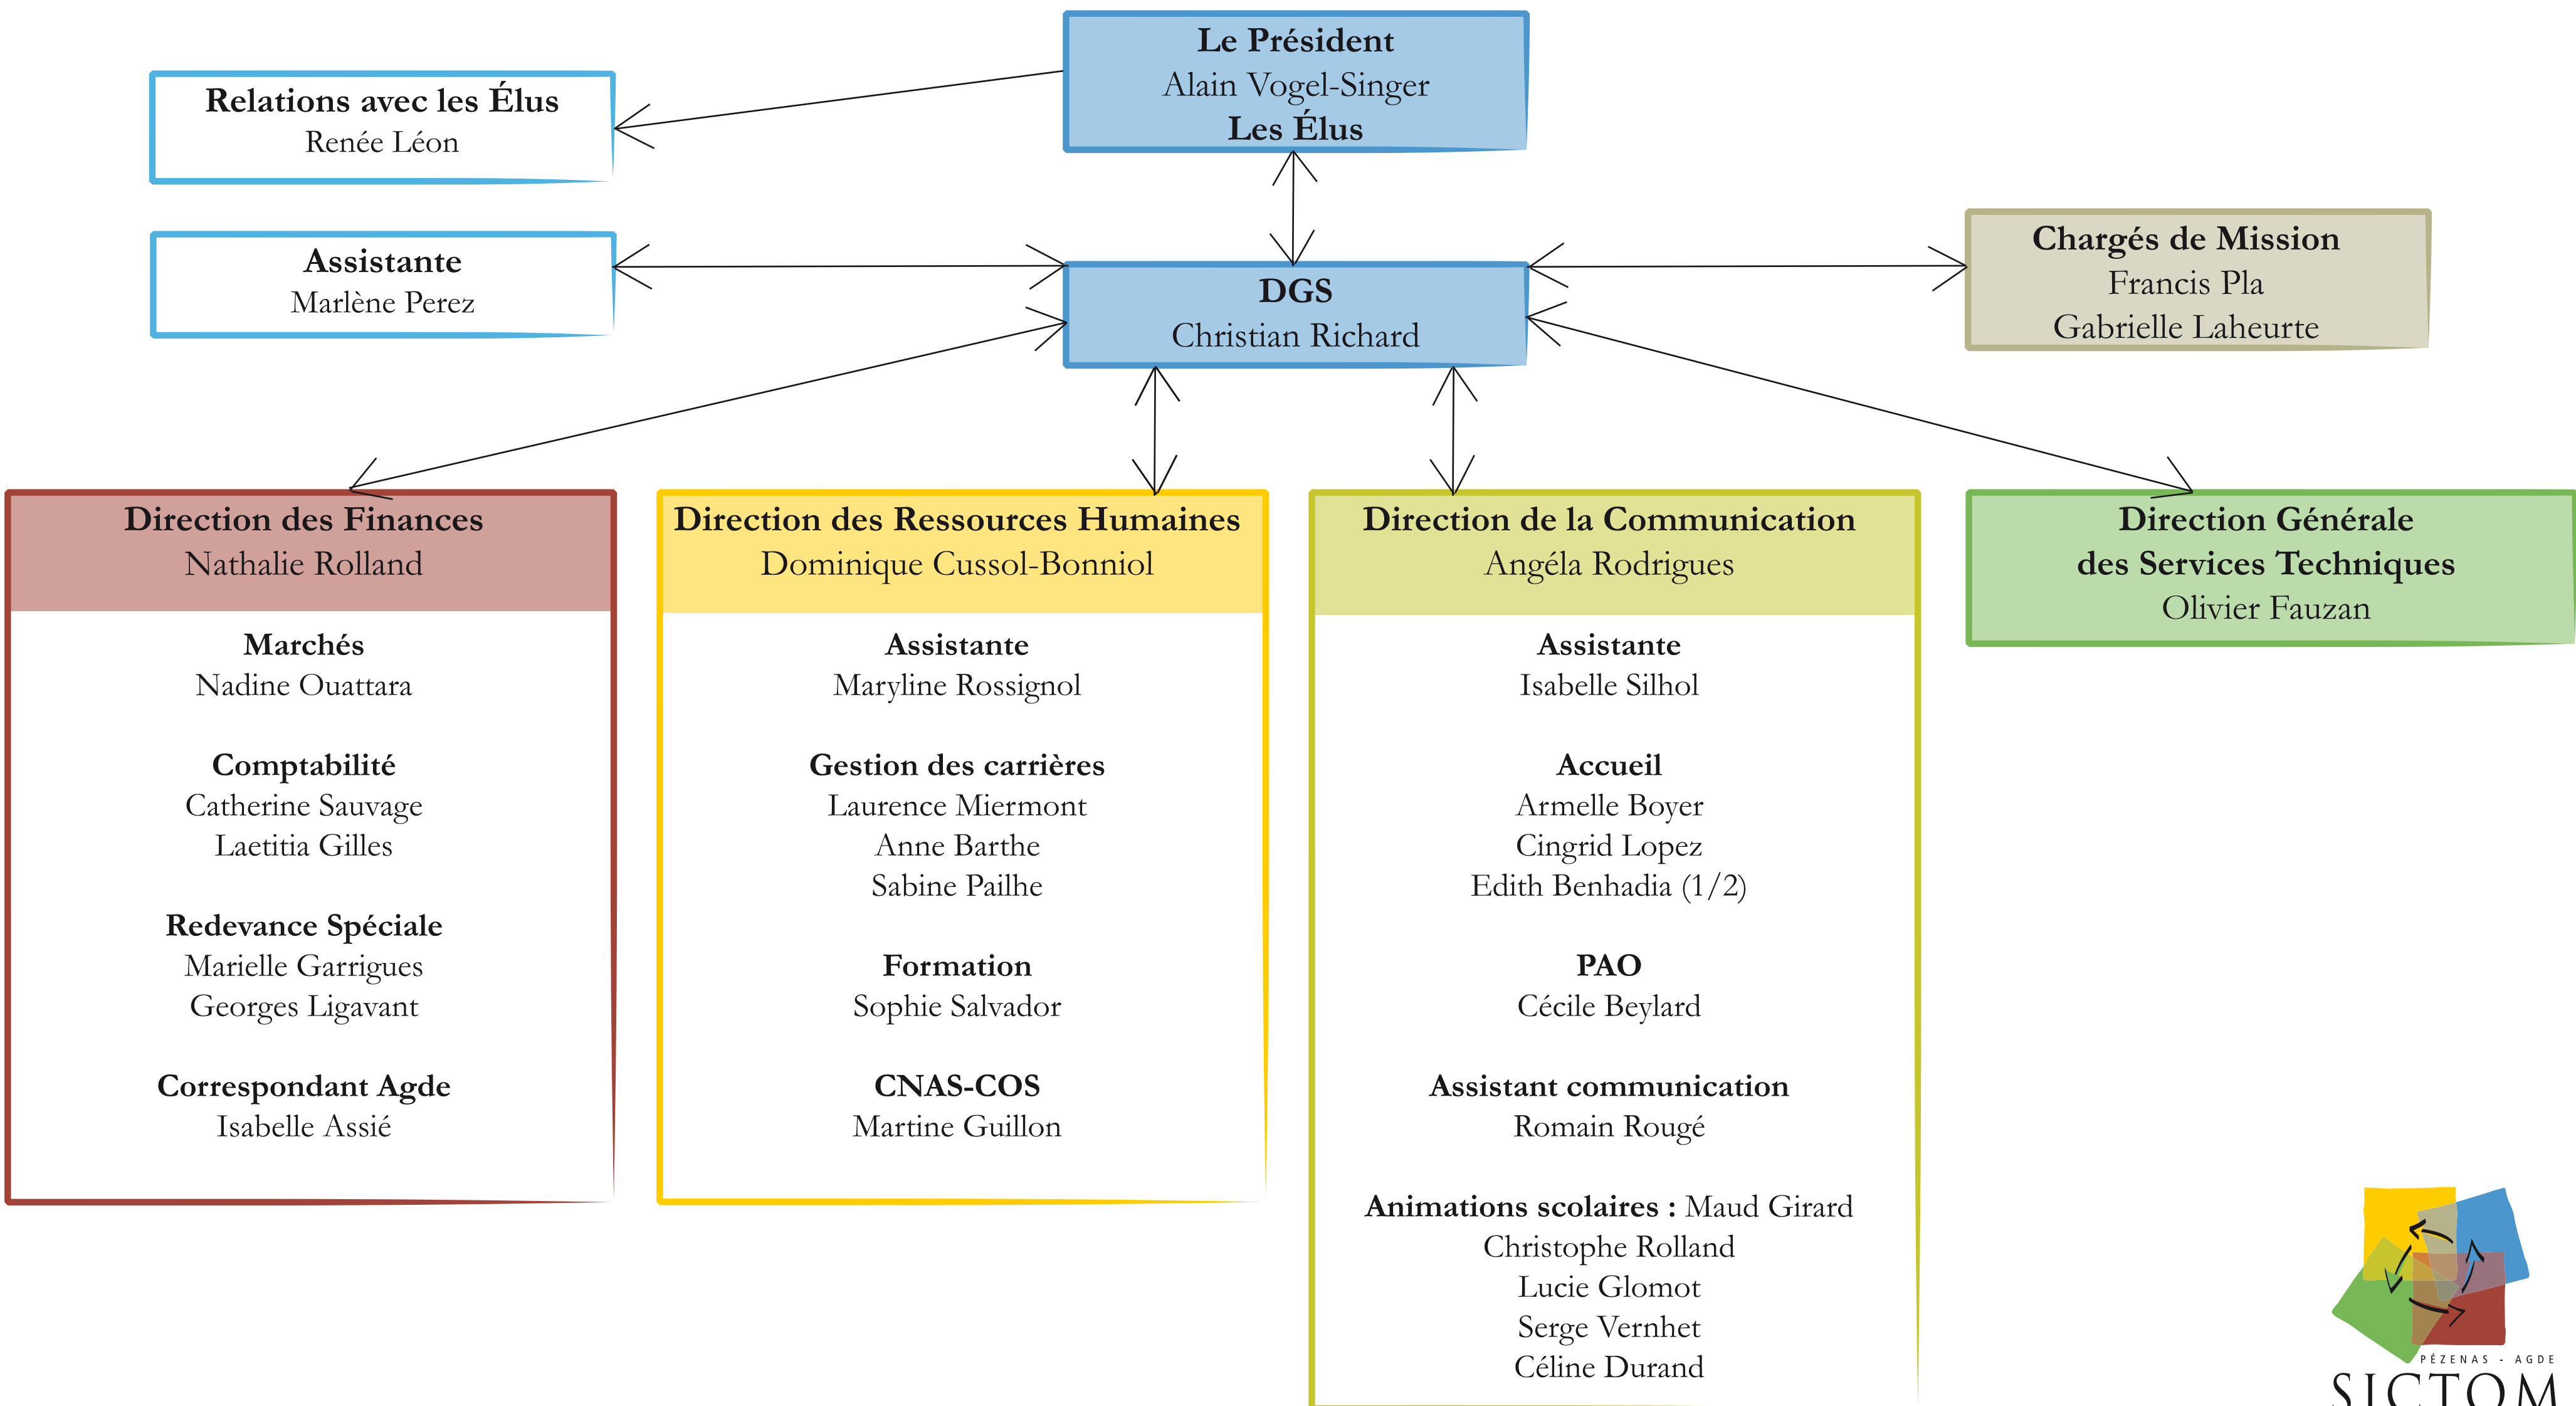 Le Président
Alain Vogel-Singer
Les Élus
Relations avec les Élus
Renée Léon
Assistante
Marlène Perez
DGS
Christian Richard
Chargés de Mission
Francis Pla
Gabrielle Laheurte
Direction des Finances
Nathalie Rolland
Marchés
Nadine Ouattara
Comptabilité
Catherine Sauvage
Laetitia Gilles
Redevance Spéciale
Marielle Garrigues
Georges Ligavant
Correspondant Agde
Isabelle Assié
Direction des Ressources Humaines
Dominique Cussol-Bonniol
Assistante
Maryline Rossignol
Gestion des carrières
Laurence Miermont
Anne Barthe
Sabine Pailhe
Formation
Sophie Salvador
CNAS-COS
Martine Guillon
Direction de la Communication
Angéla Rodrigues
Assistante
Isabelle Silhol
Accueil
Armelle Boyer
Cingrid Lopez
Edith Benhadia (1/2)
PAO
Cécile Beylard
Assistant communication
Romain Rougé
Animations scolaires : Maud Girard
Christophe Rolland
Lucie Glomot
Serge Vernhet
Céline Durand
Direction Générale
des Services Techniques
Olivier Fauzan
PÉZENAS - AGDE
SICTOM